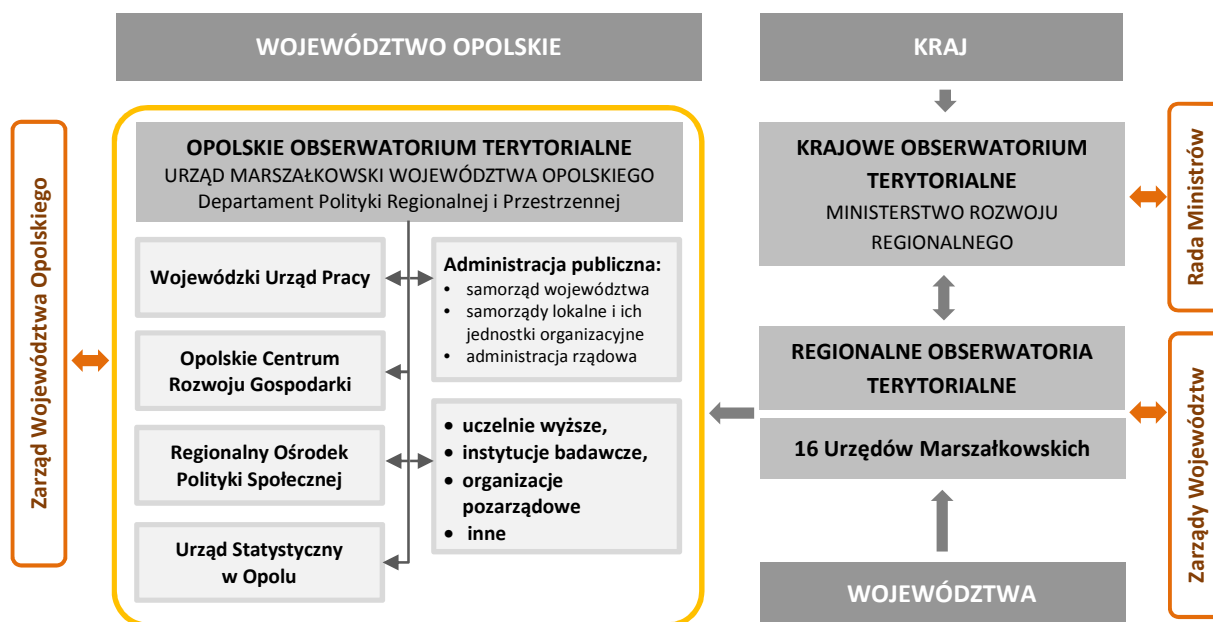 WOJEWÓDZTWO OPOLSKIE
KRAJ
Zarząd Województwa Opolskiego
OPOLSKIE OBSERWATORIUM TERYTORIALNE
URZĄD MARSZAŁKOWSKI WOJEWÓDZTWA OPOLSKIEGO
Departament Polityki Regionalnej i Przestrzennej
Wojewódzki Urząd Pracy
Opolskie Centrum
Rozwoju Gospodarki
Regionalny Ośrodek
Polityki Społecznej
Urząd Statystyczny
w Opolu
Administracja publiczna:
• samorząd województwa
• samorządy lokalne i ich
jednostki organizacyjne
• administracja rządowa
• uczelnie wyższe,
• instytucje badawcze,
• organizacje
pozarządowe
• inne
KRAJOWE OBSERWATORIUM
TERYTORIALNE
MINISTERSTWO ROZWOJU
REGIONALNEGO
Rada Ministrów
REGIONALNE OBSERWATORIA
TERYTORIALNE
16 Urzędów Marszałkowskich
Zarządy Województw
WOJEWÓDZTWA